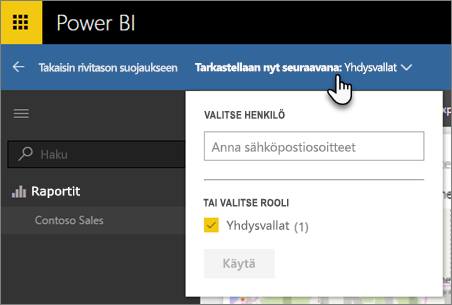 Power BI
Takaisin rivitason suojaukseen Tarkastellaan nyt seuraavana: Yhdysvallat
VALITSE HENKILÖ
Anna sähköpostiosoitteet
Haku
TAI VALITSE ROOLI
Raportit
Yhdysvallat (1)
Contoso Sales
Käytä